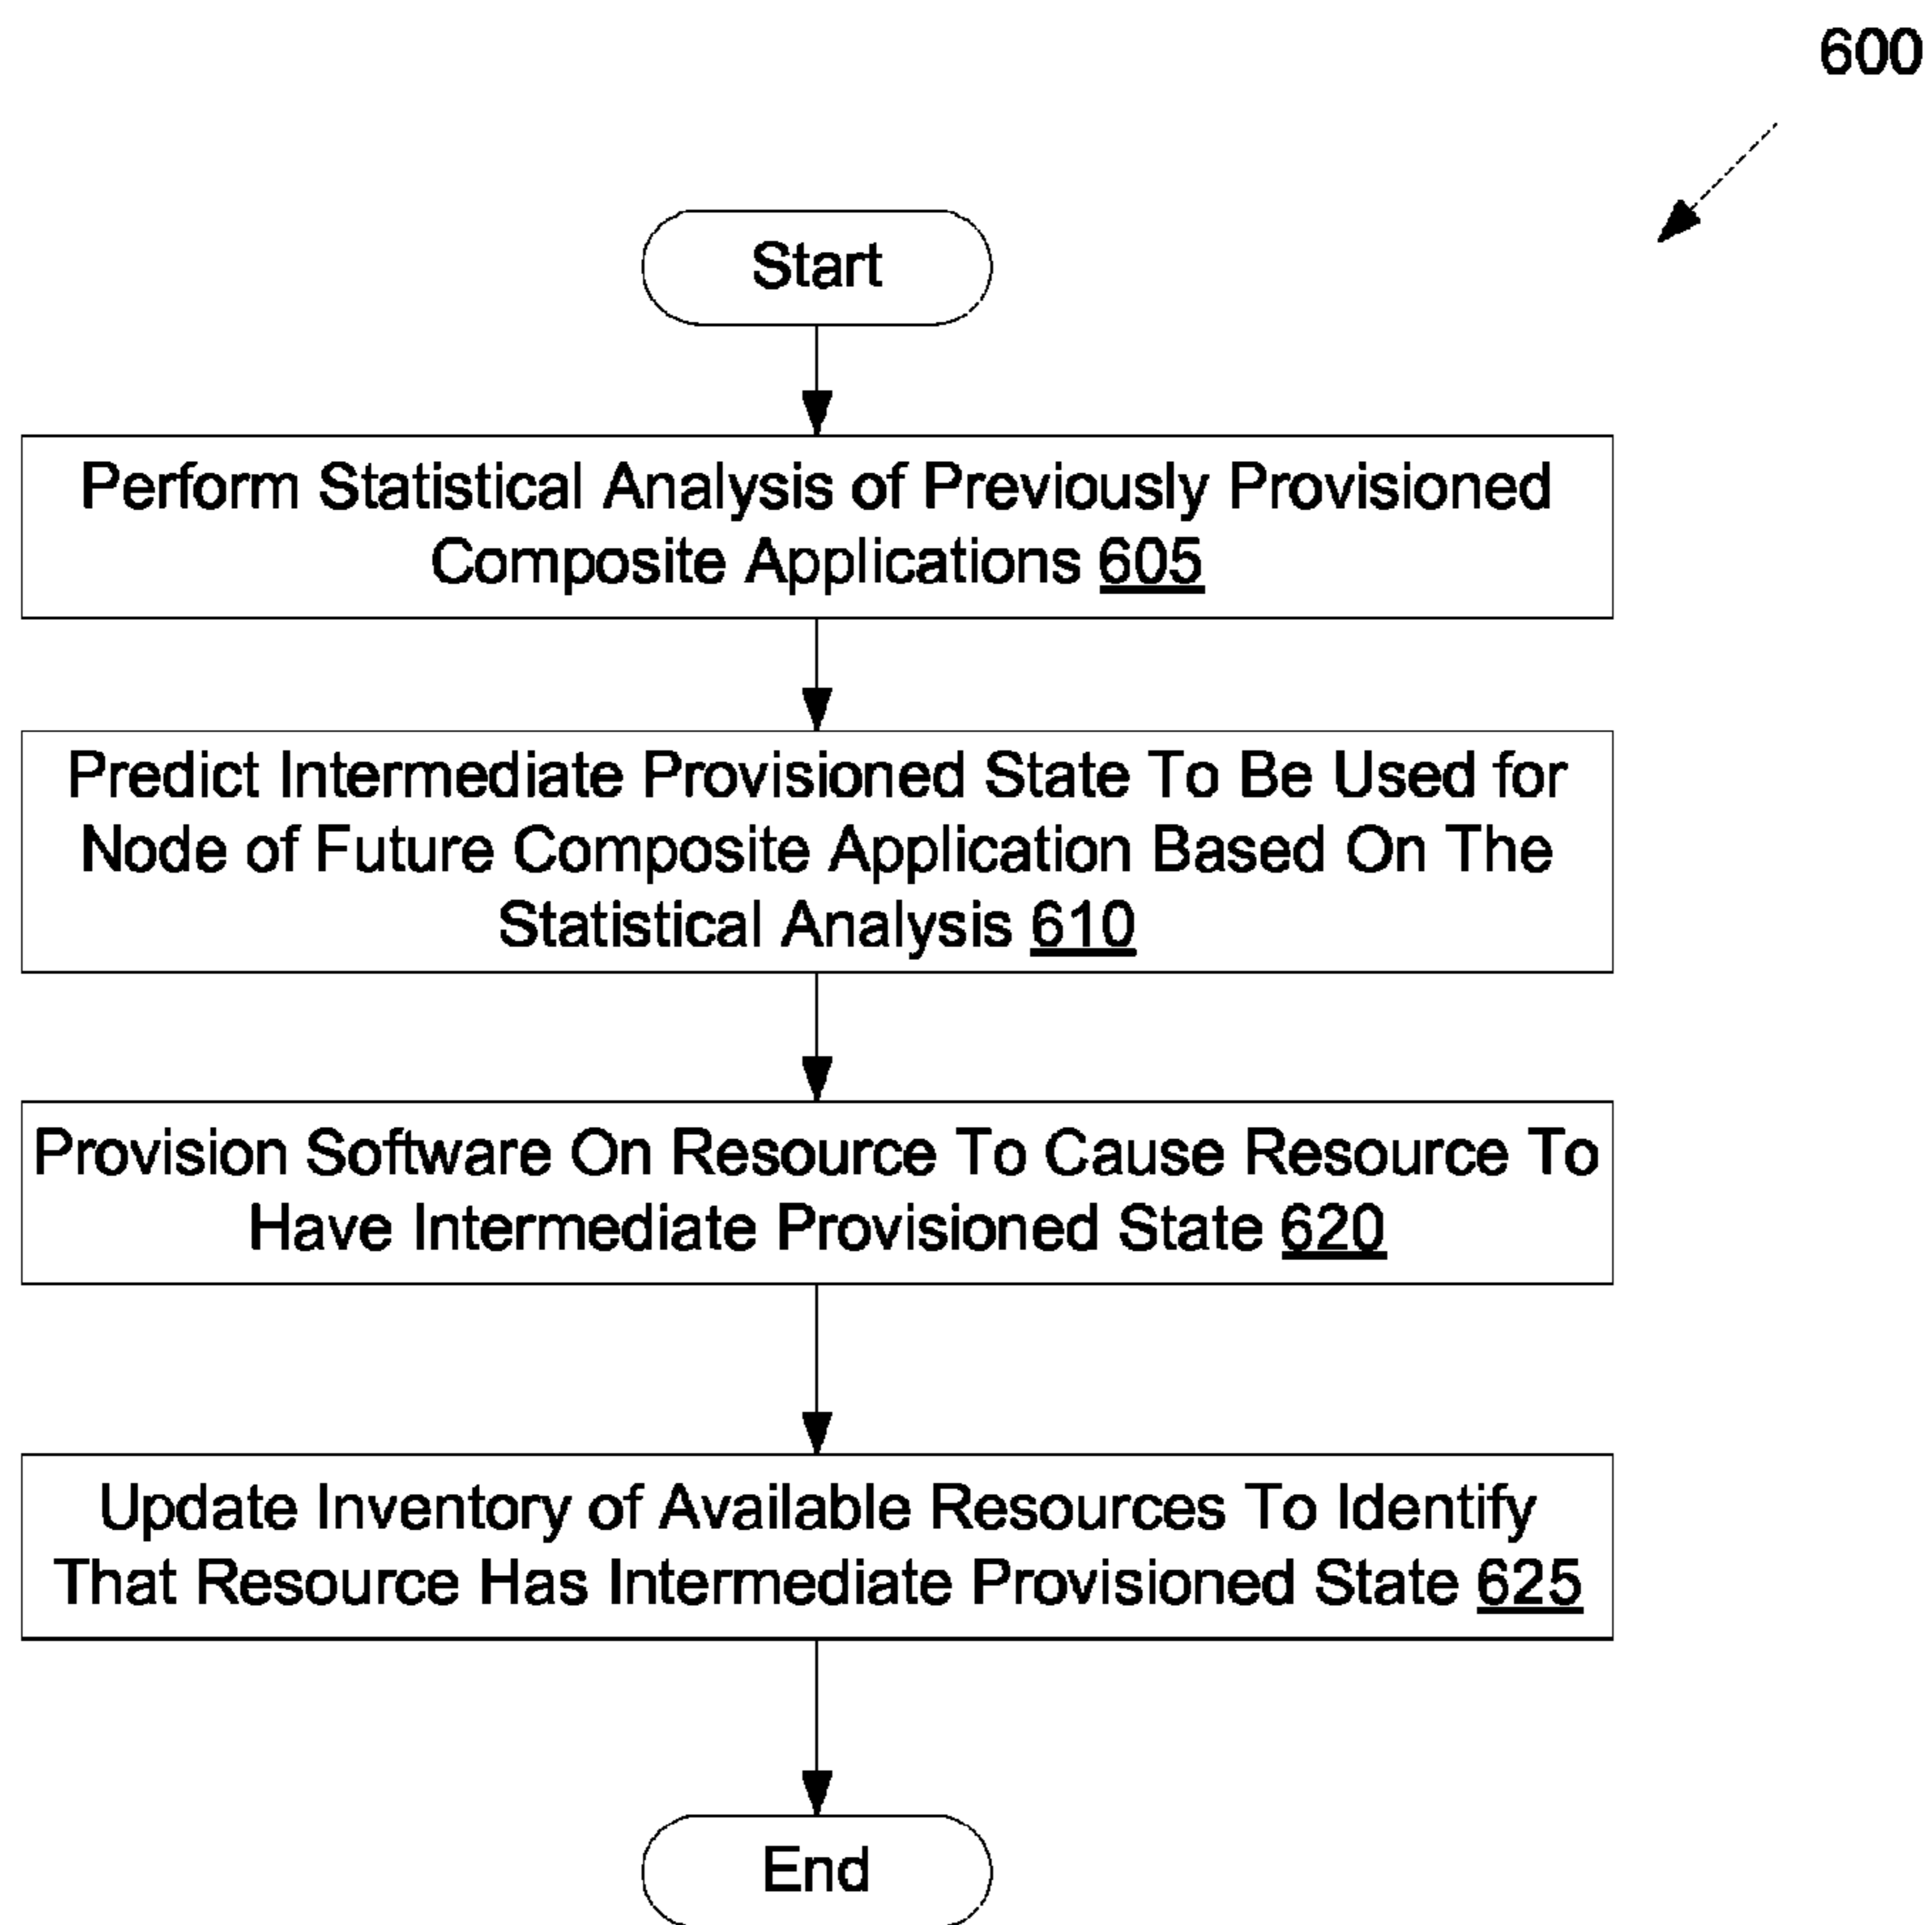 600
Start
Perform Statistical Analysis of Previously Provisioned
Composite Applications 605
Predict Intermediate Provisioned State To Be Used for
Node of Future Composite Application Based On The
Statistical Analysis 610
Provision Software On Resource To Cause Resource To
Have Intermediate Provisioned State 620
Update Inventory of Available Resources To Identify
That Resource Has Intermediate Provisioned State 625
End